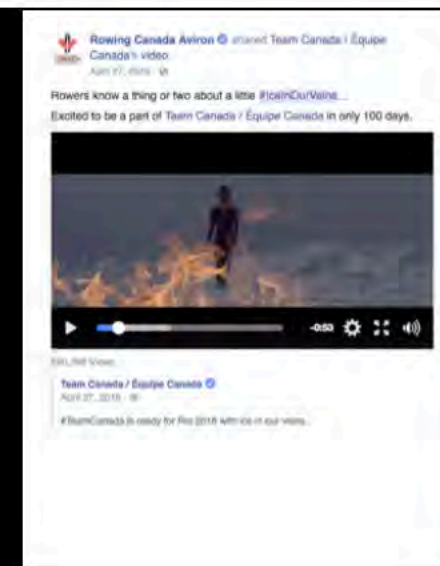 Rowing Canada Aviron shared Team Canada / Équipe
Canada's video.
April 27, 2016
Rowers know a thing or two about a little #IceInOurVeins...
Excited to be a part of Team Canada / Équipe Canada in only 100 days.
-0:53
Views
Team Canada / Équipe Canada
April 27, 2016
#TeamCanada is ready for Rio 2016 with ice in our veins.